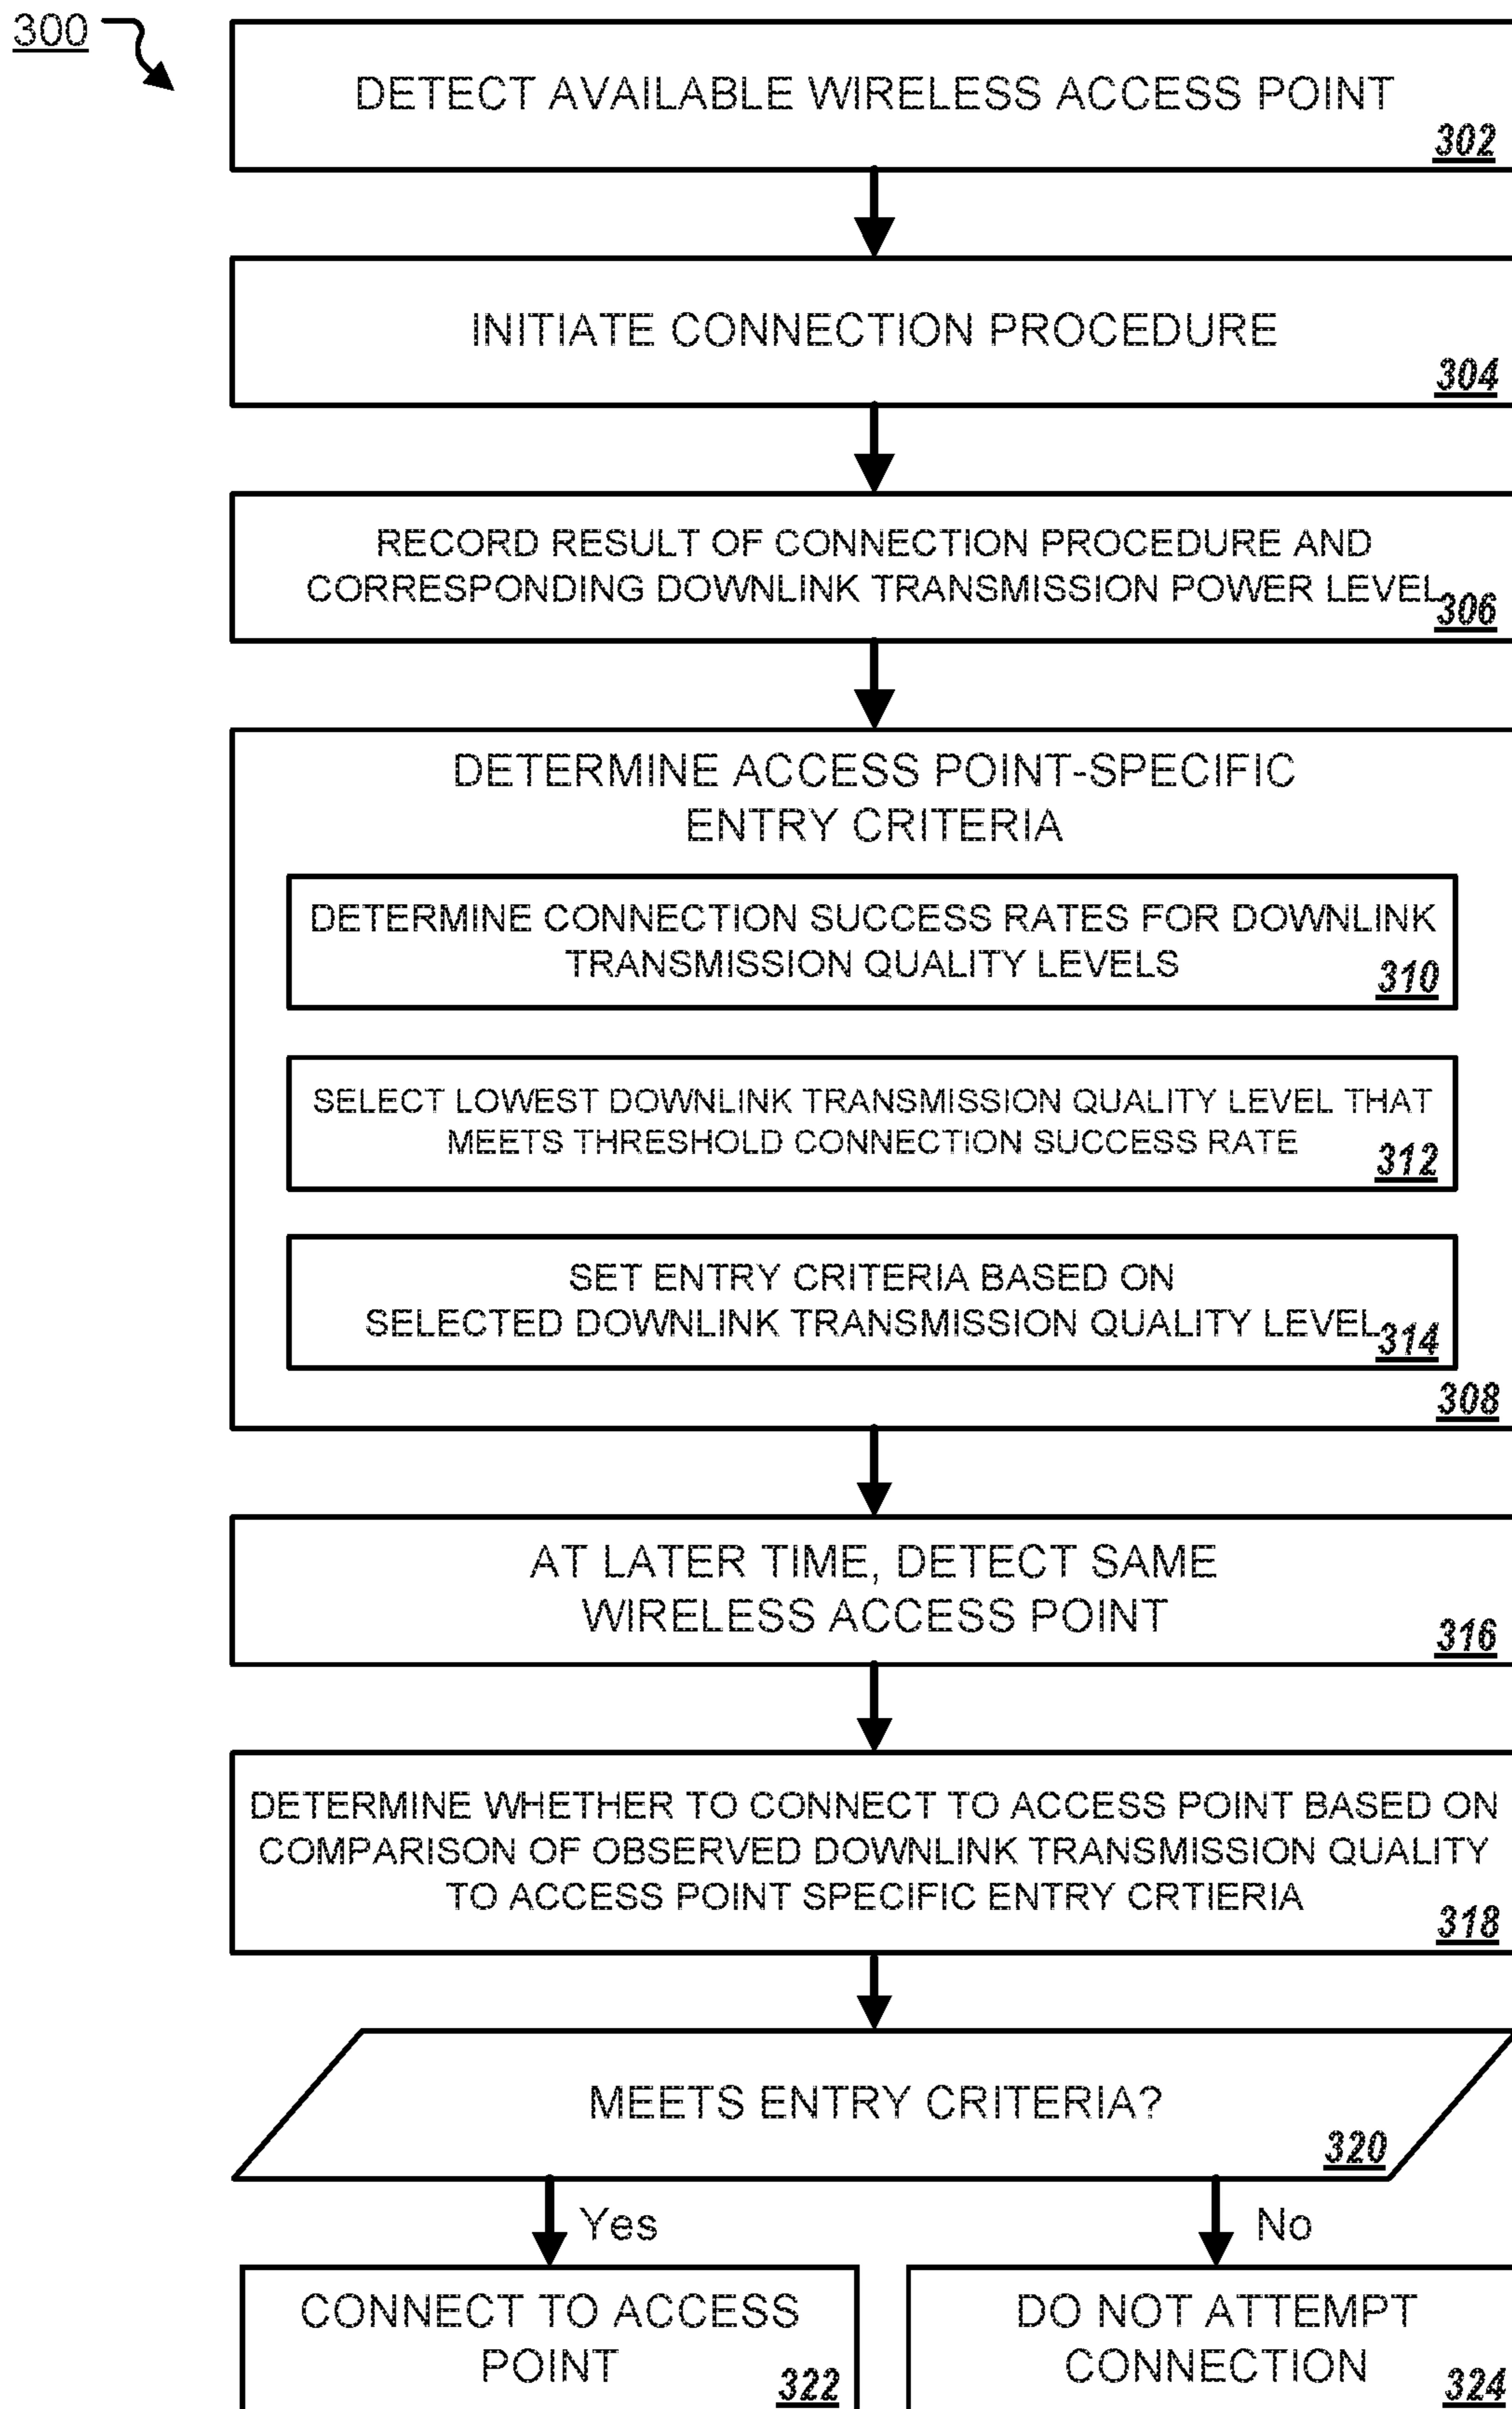 300
DETECT AVAILABLE WIRELESS ACCESS POINT
302
INITIATE CONNECTION PROCEDURE
304
RECORD RESULT OF CONNECTION PROCEDURE AND
CORRESPONDING DOWNLINK TRANSMISSION POWER LEVEL
306
DETERMINE ACCESS POINT-SPECIFIC
ENTRY CRITERIA
DETERMINE CONNECTION SUCCESS RATES FOR DOWNLINK
TRANSMISSION QUALITY LEVELS
310
SELECT LOWEST DOWNLINK TRANSMISSION QUALITY LEVEL THAT
MEETS THRESHOLD CONNECTION SUCCESS RATE
312
SET ENTRY CRITERIA BASED ON
SELECTED DOWNLINK TRANSMISSION QUALITY LEVEL
314
308
AT LATER TIME, DETECT SAME
WIRELESS ACCESS POINT
316
DETERMINE WHETHER TO CONNECT TO ACCESS POINT BASED ON
COMPARISON OF OBSERVED DOWNLINK TRANSMISSION QUALITY
TO ACCESS POINT SPECIFIC ENTRY CRTIERIA
318
MEETS ENTRY CRITERIA?
320
Yes
No
CONNECT TO ACCESS
POINT
322
DO NOT ATTEMPT
CONNECTION
324